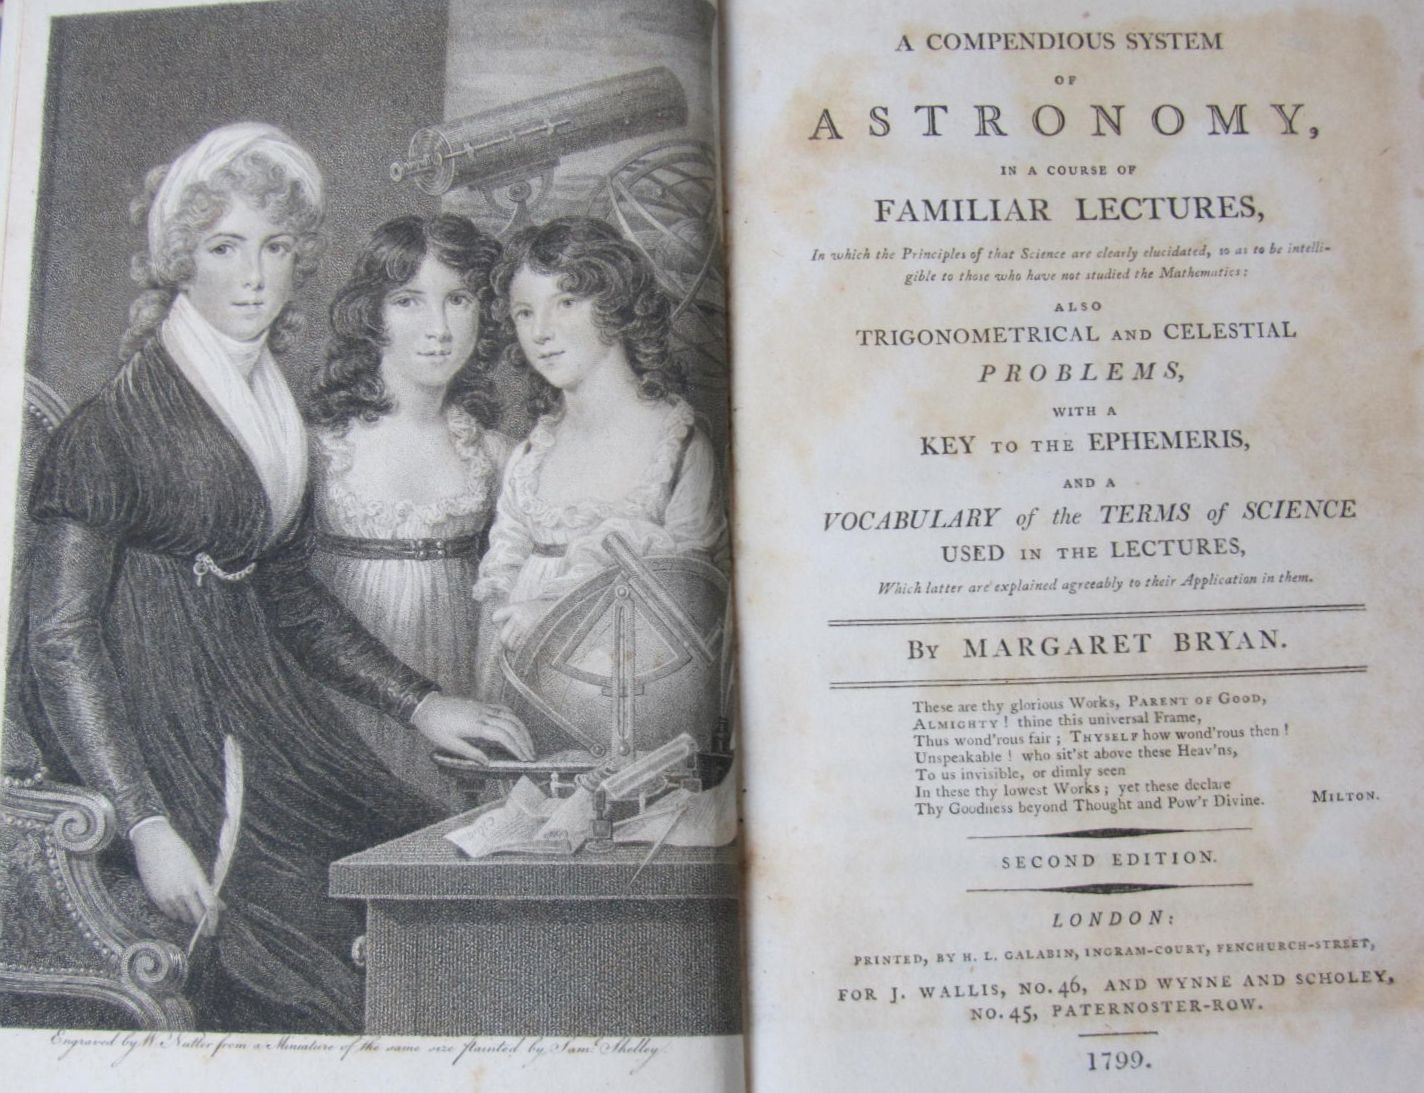 Engraved by W. Nutter from a Miniature of the same size Painted by Sam.l Shelley.
A COMPENDIOUS SYSTEM
OF
ASTRONOMY,
IN A COURSE OF
FAMILIAR LECTURES,
In which the Principles of that Science are clearly elucidated, so as to be intelli-
gible to those who have not studied the Mathematics:
ALSO
TRIGONOMETRICAL AND CELESTIAL
PROBLEMS,
WITH A
KEY TO THE EPHEMERIS,
AND A
VOCABULARY of the TERMS of SCIENCE
USED IN THE LECTURES,
Which latter are explained agreeably to their Application in them.
BY MARGARET BRYAN.
These are thy glorious Works, PARENT OF GOOD,
ALMIGHTY! thine this universal Frame,
Thus wond'rous fair; THYSELF how wond'rous then!
Unspeakable! who sit'st above these Heav'ns,
To us invisible, or dimly seen
In these thy lowest Works; yet these declare
Thy Goodness beyond Thought and Pow'r Divine. MILTON.
SECOND EDITION.
LONDON:
PRINTED, BY H. L. GALABIN, INGRAM-COURT, FENCHURCH-STREET,
FOR J. WALLIS, NO. 46, AND WYNNE AND SCHOLEY,
NO. 45, PATERNOSTER-ROW.
1799.